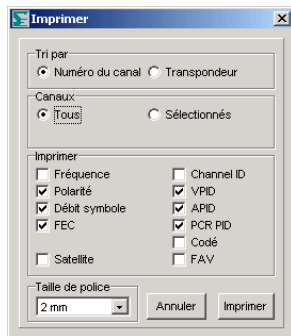 Imprimer
Tri par
Numéro du canal Transpondeur
Canaux
Tous Sélectionnés
Imprimer
Fréquence Channel ID
Polarité VPID
Débit symbole APID
FEC PCR PID
Codé
Satellite FAV
Taille de police
2 mm Annuler Imprimer